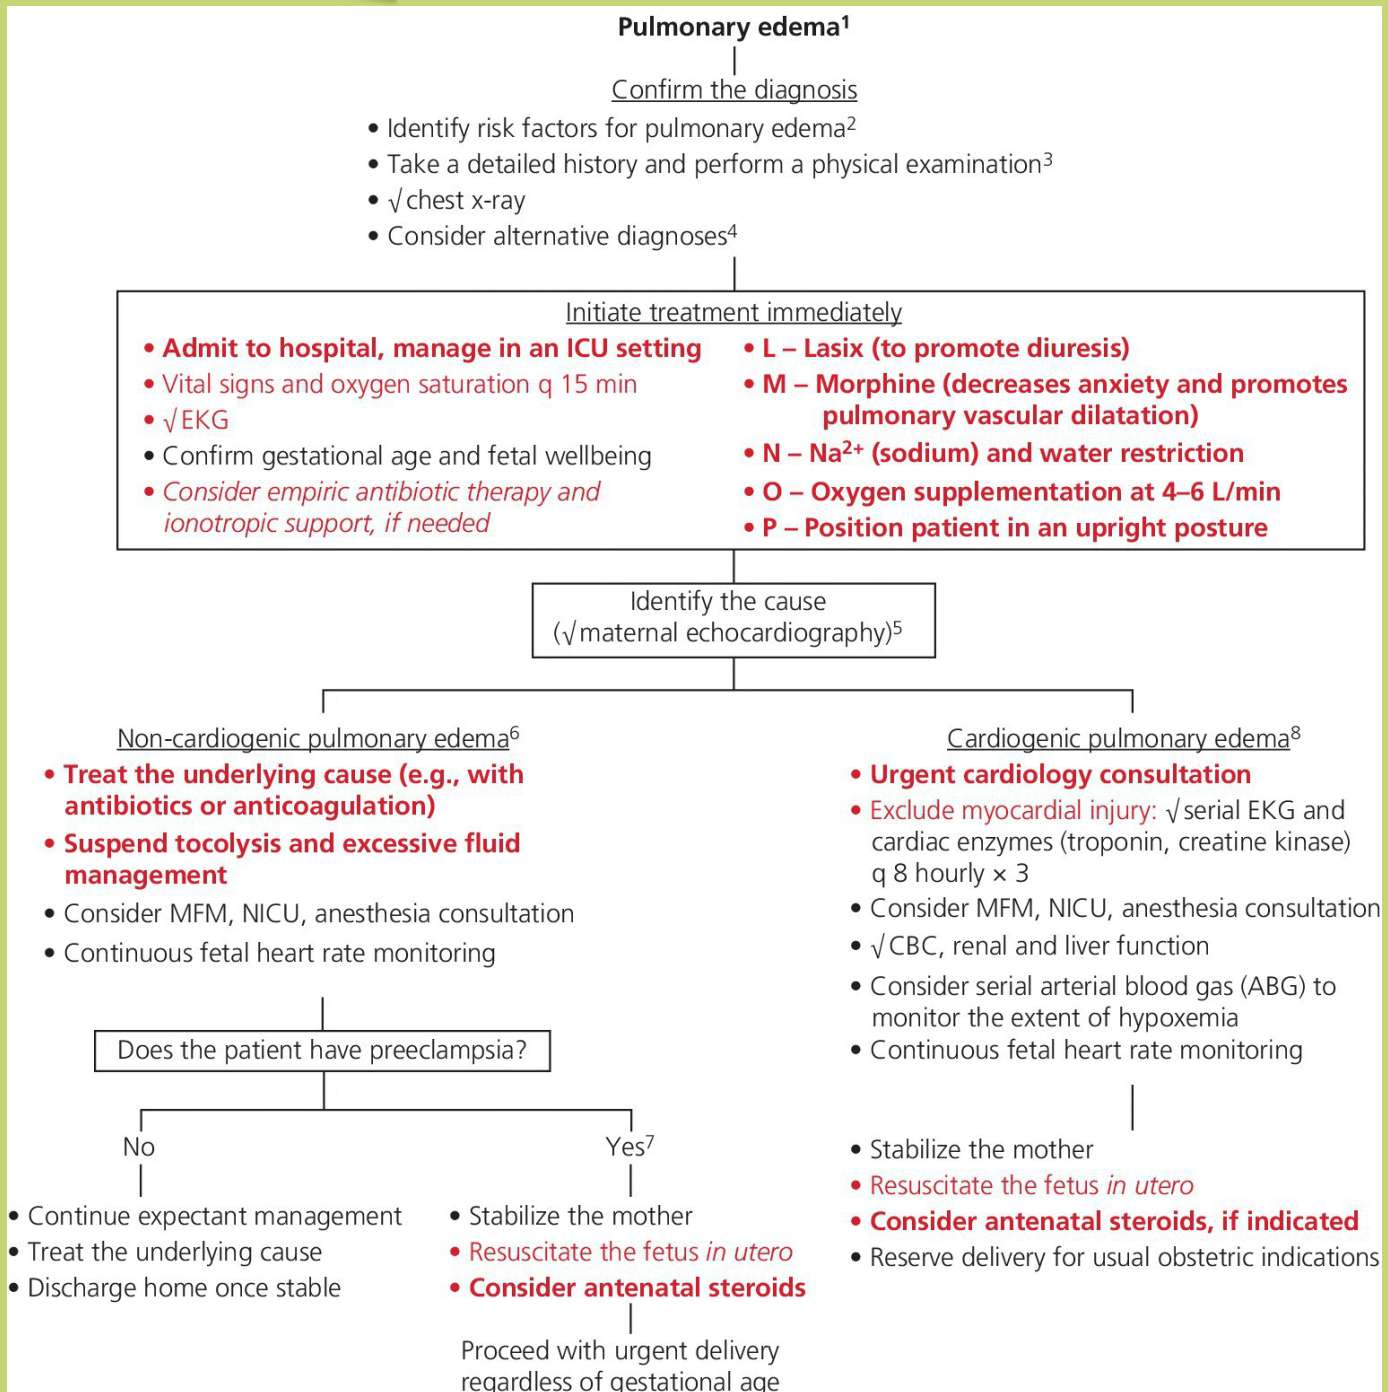 Pulmonary edema¹
Confirm the diagnosis
• Identify risk factors for pulmonary edema²
• Take a detailed history and perform a physical examination³
• √ chest x-ray
• Consider alternative diagnoses⁴
Initiate treatment immediately
• Admit to hospital, manage in an ICU setting
• Vital signs and oxygen saturation q 15 min
• √ EKG
• Confirm gestational age and fetal wellbeing
• Consider empiric antibiotic therapy and
ionotropic support, if needed
• L – Lasix (to promote diuresis)
• M – Morphine (decreases anxiety and promotes
pulmonary vascular dilatation)
• N – Na²⁺ (sodium) and water restriction
• O – Oxygen supplementation at 4–6 L/min
• P – Position patient in an upright posture
Identify the cause
(√ maternal echocardiography)⁵
Non-cardiogenic pulmonary edema⁶
• Treat the underlying cause (e.g., with
antibiotics or anticoagulation)
• Suspend tocolysis and excessive fluid
management
• Consider MFM, NICU, anesthesia consultation
• Continuous fetal heart rate monitoring
Does the patient have preeclampsia?
No
• Continue expectant management
• Treat the underlying cause
• Discharge home once stable
Yes⁷
• Stabilize the mother
• Resuscitate the fetus in utero
• Consider antenatal steroids
Proceed with urgent delivery
regardless of gestational age
Cardiogenic pulmonary edema⁸
• Urgent cardiology consultation
• Exclude myocardial injury: √ serial EKG and
cardiac enzymes (troponin, creatine kinase)
q 8 hourly × 3
• Consider MFM, NICU, anesthesia consultation
• √ CBC, renal and liver function
• Consider serial arterial blood gas (ABG) to
monitor the extent of hypoxemia
• Continuous fetal heart rate monitoring
• Stabilize the mother
• Resuscitate the fetus in utero
• Consider antenatal steroids, if indicated
• Reserve delivery for usual obstetric indications